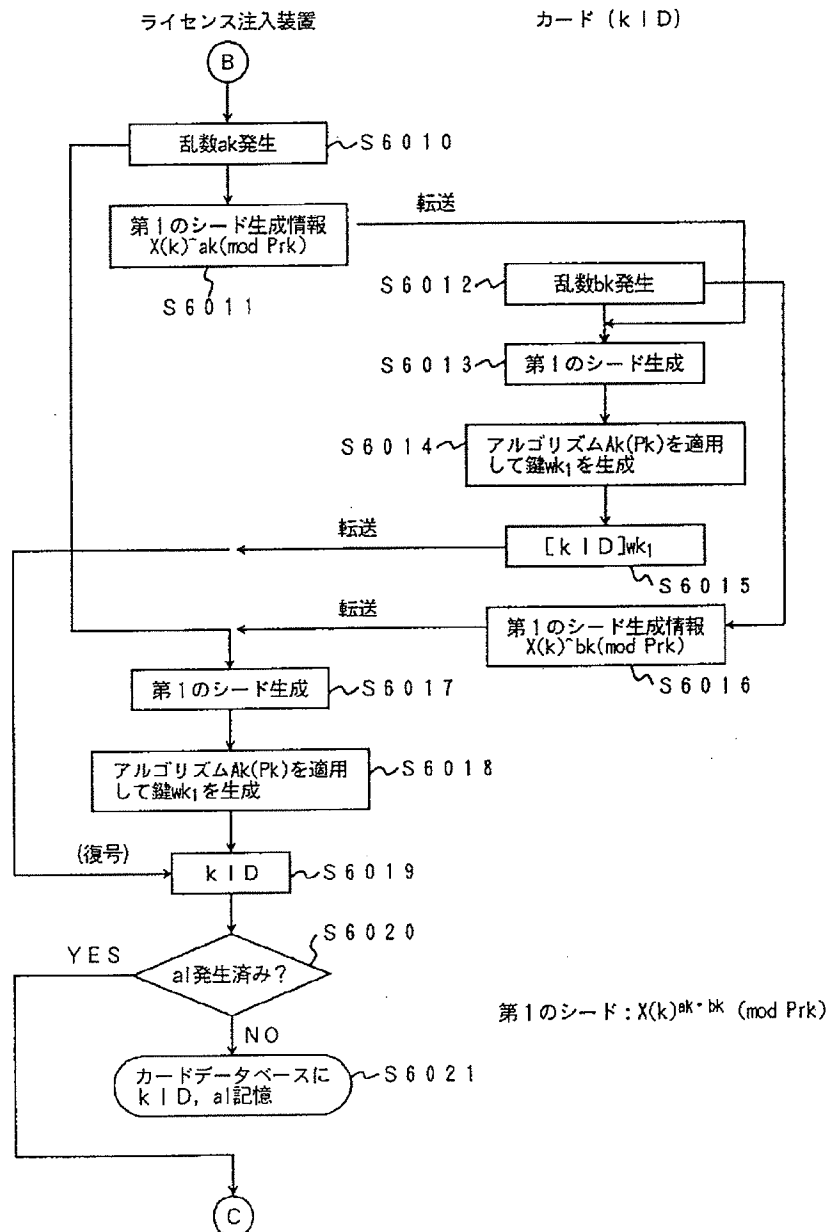 ライセンス注入装置
カード (kID)
B
乱数ak発生
S6010
第1のシード生成情報
X(k)^ak(mod Prk)
S6011
転送
S6012
乱数bk発生
S6013
第1のシード生成
S6014
アルゴリズムAk(Pk)を適用
して鍵wk₁を生成
転送
[kID]wk₁
S6015
転送
第1のシード生成情報
X(k)^bk(mod Prk)
S6016
第1のシード生成
S6017
アルゴリズムAk(Pk)を適用
して鍵wk₁を生成
S6018
(復号)
kID
S6019
S6020
YES
al発生済み?
第1のシード:X(k)^ak・bk (mod Prk)
NO
カードデータベースに
kID, al記憶
S6021
C